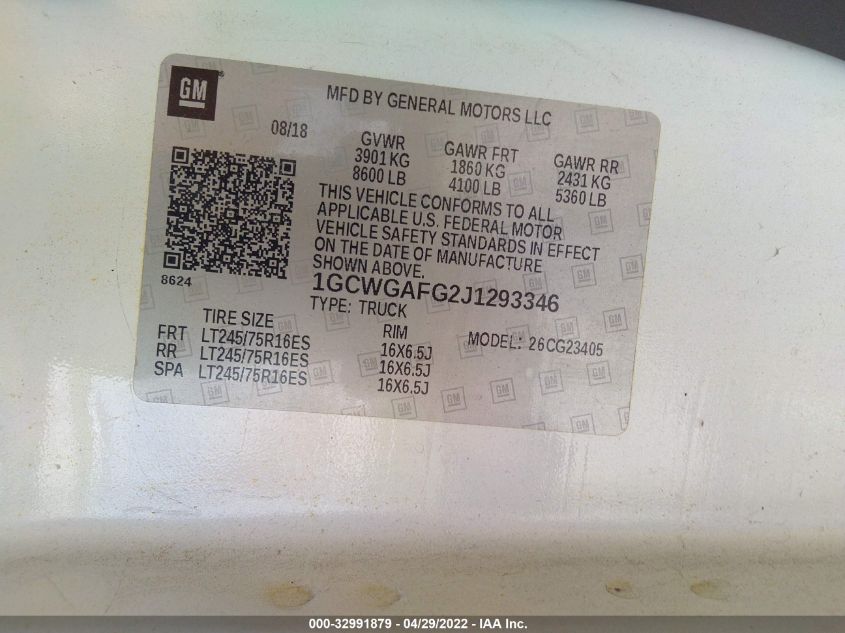 GM
MFD BY GENERAL MOTORS LLC
08/18
GVWR GAWR FRT GAWR RR
3901 KG 1860 KG 2431 KG
8600 LB 4100 LB 5360 LB
THIS VEHICLE CONFORMS TO ALL
APPLICABLE U.S. FEDERAL MOTOR
VEHICLE SAFETY STANDARDS IN EFFECT
ON THE DATE OF MANUFACTURE
SHOWN ABOVE.
8624
1GCWGAFG2J1293346
TYPE: TRUCK
TIRE SIZE RIM MODEL: 26CG23405
FRT LT245/75R16ES 16X6.5J
RR LT245/75R16ES 16X6.5J
SPA LT245/75R16ES 16X6.5J
000-32991879 - 04/29/2022 - IAA Inc.